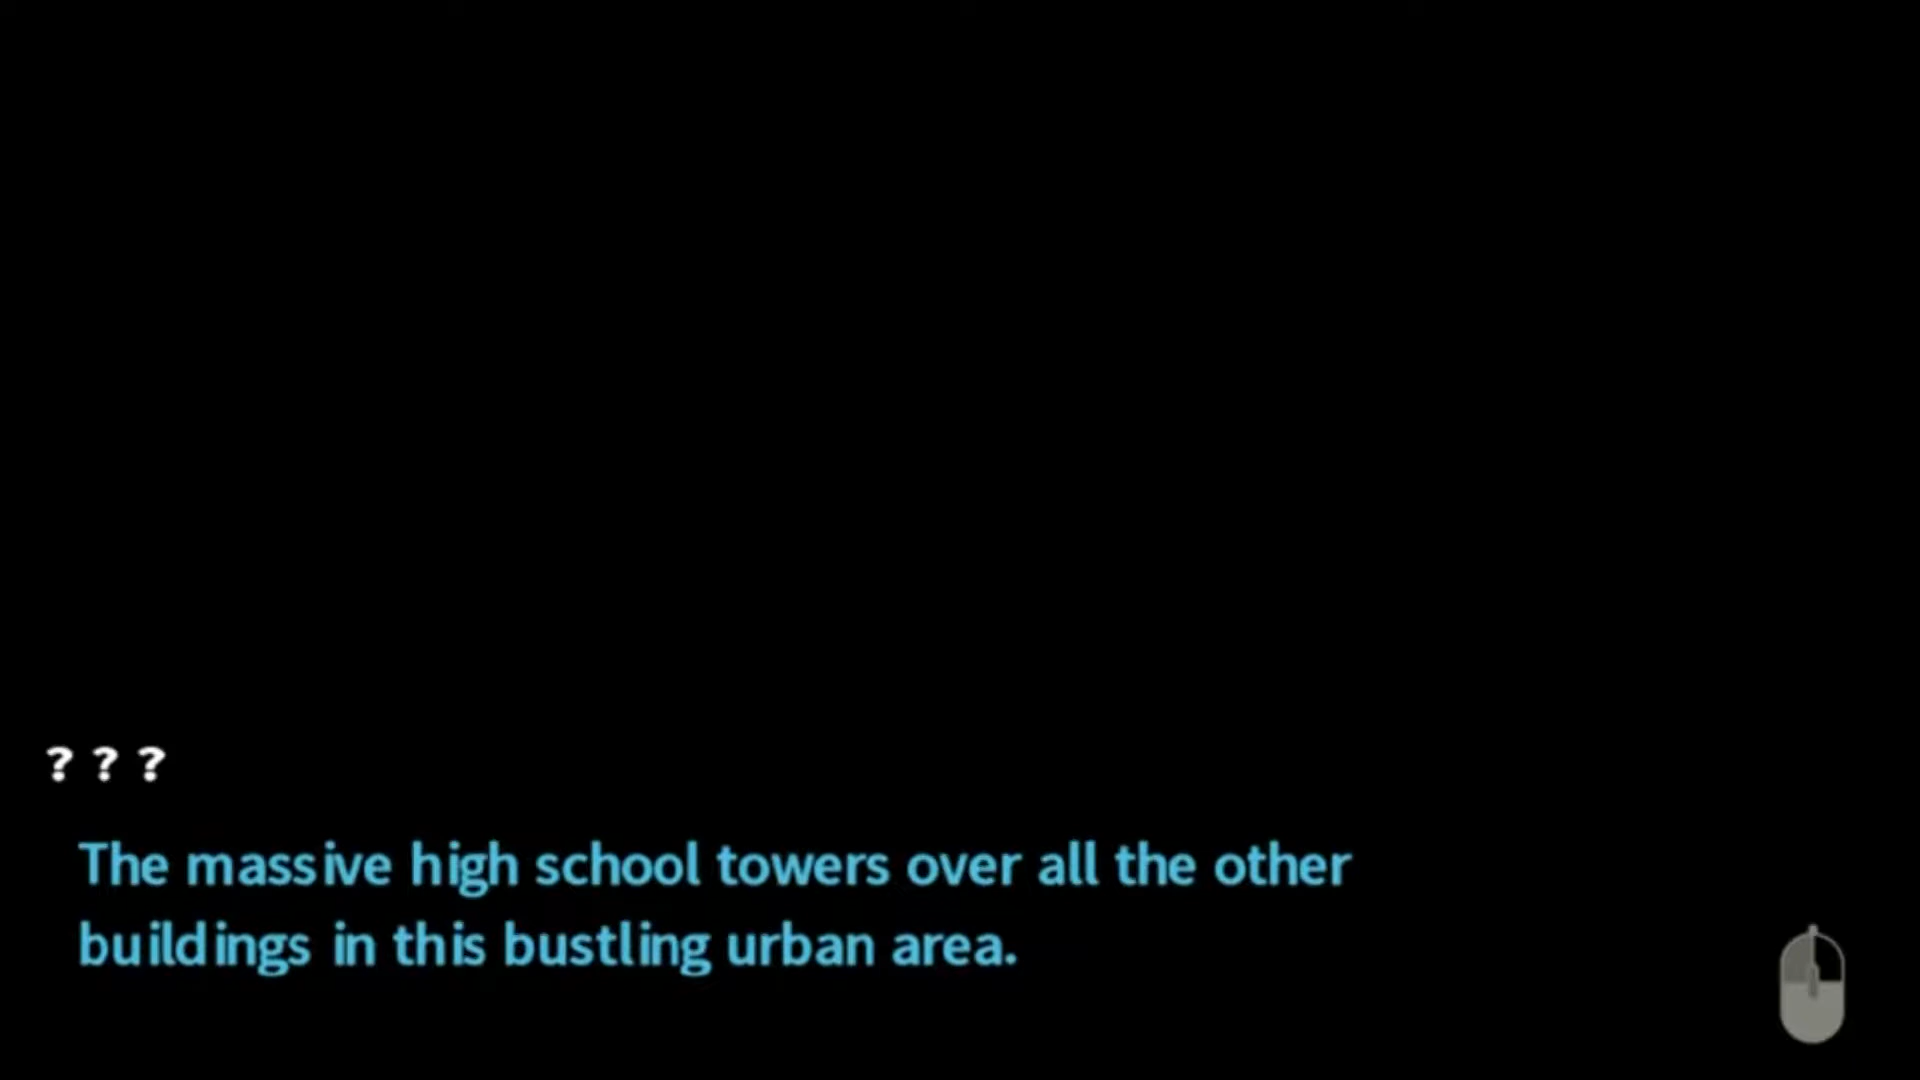 ? ? ?
The massive high school towers over all the other
buildings in this bustling urban area.